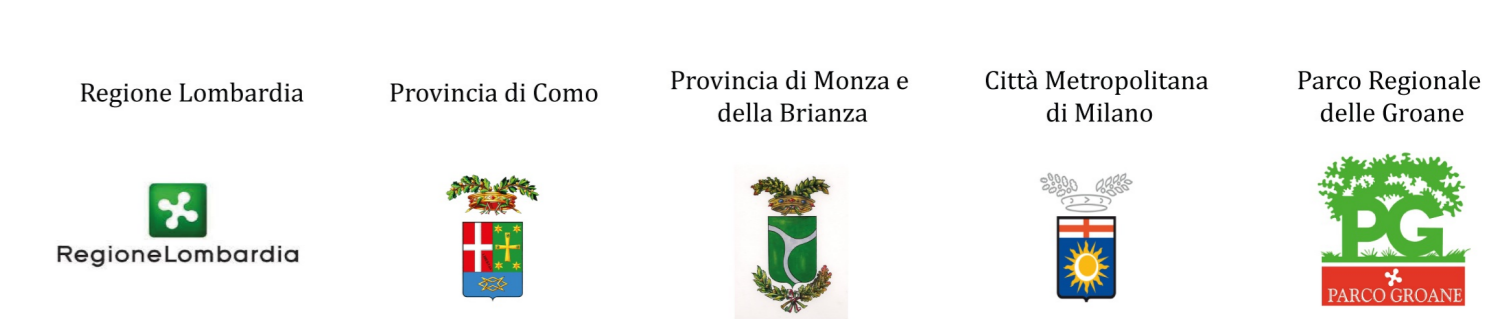 Regione Lombardia
Provincia di Como
Provincia di Monza e
della Brianza
Città Metropolitana
di Milano
Parco Regionale
delle Groane
RegioneLombardia
PG
PARCO GROANE